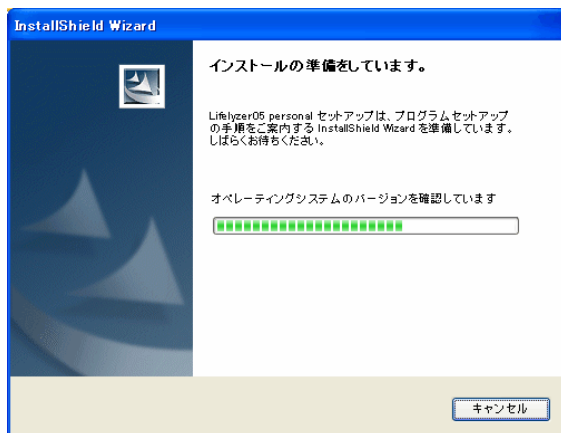 InstallShield Wizard
インストールの準備をしています。
Lifelyzer05 personal セットアップは、プログラムセットアップ
の手順をご案内する InstallShield Wizard を準備しています。
しばらくお待ちください。
オペレーティングシステムのバージョンを確認しています
キャンセル